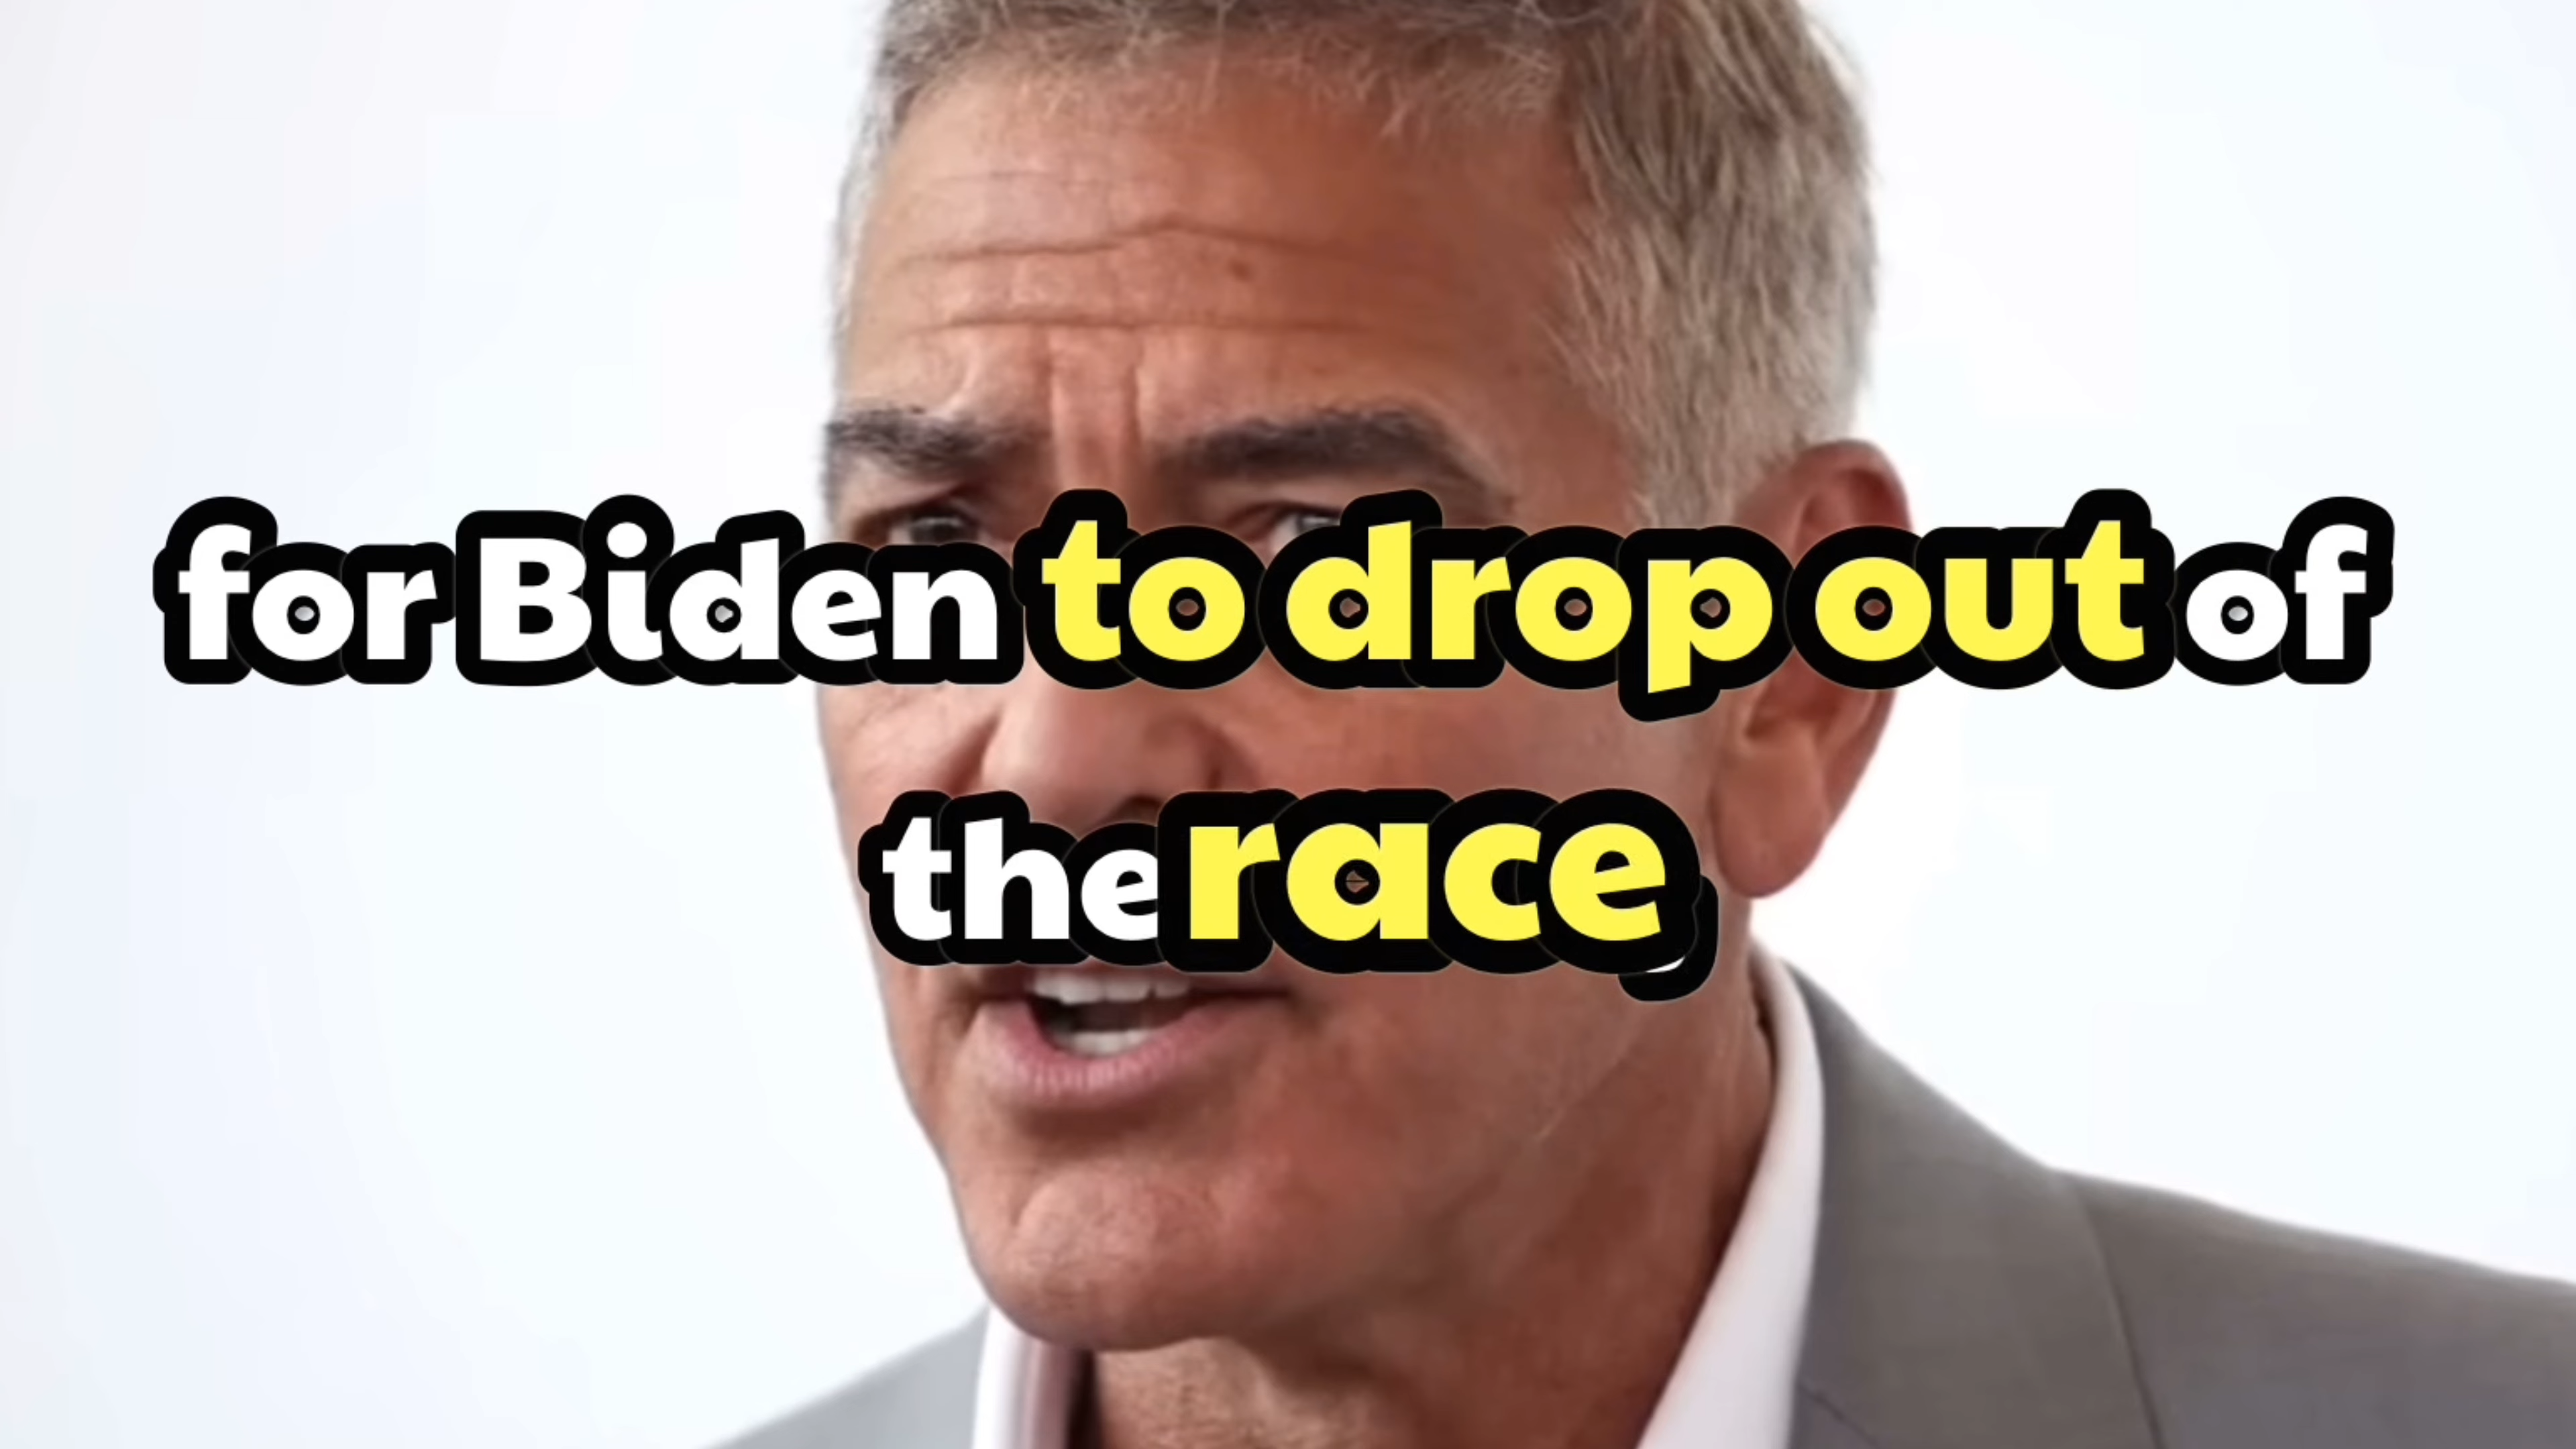 for Biden to drop out of
the race,